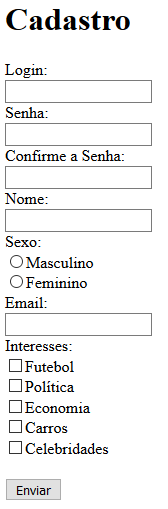 Cadastro
Login:
Senha:
Confirme a Senha:
Nome:
Sexo:
Masculino
Feminino
Email:
Interesses:
Futebol
Política
Economia
Carros
Celebridades
Enviar